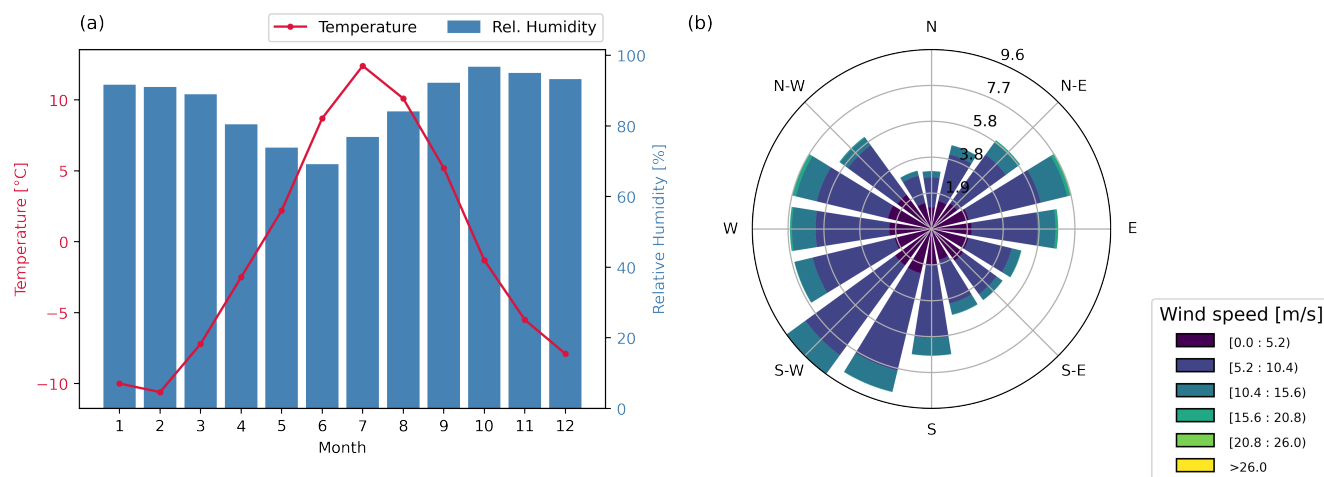 (a)
Temperature
Rel. Humidity
10
5
0
−5
−10
Temperature [°C]
100
80
60
40
20
0
Relative Humidity [%]
1 2 3 4 5 6 7 8 9 10 11 12
Month
(b)
N
N-E
E
S-E
S
S-W
W
N-W
9.6
7.7
5.8
3.8
1.9
Wind speed [m/s]
[0.0 : 5.2)
[5.2 : 10.4)
[10.4 : 15.6)
[15.6 : 20.8)
[20.8 : 26.0)
>26.0